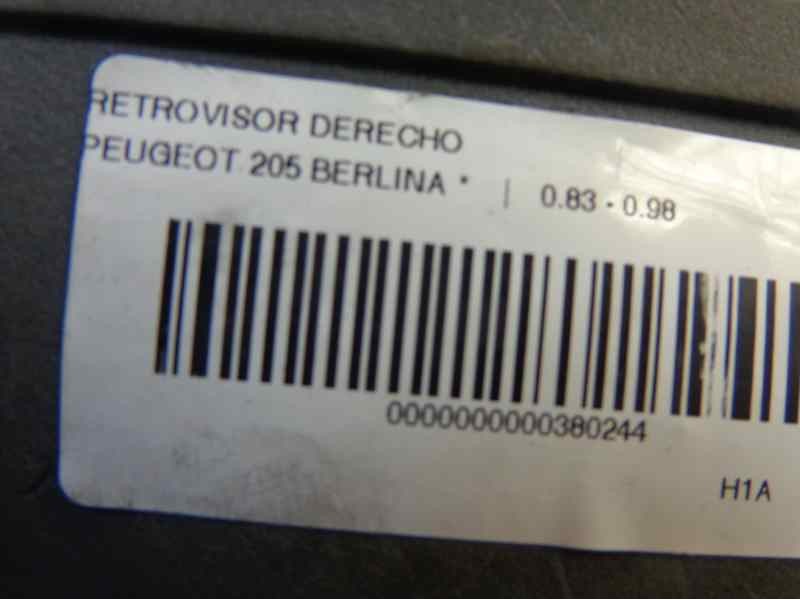 RETROVISOR DERECHO
PEUGEOT 205 BERLINA * | 0.83 - 0.98
0000000000380244
H1A